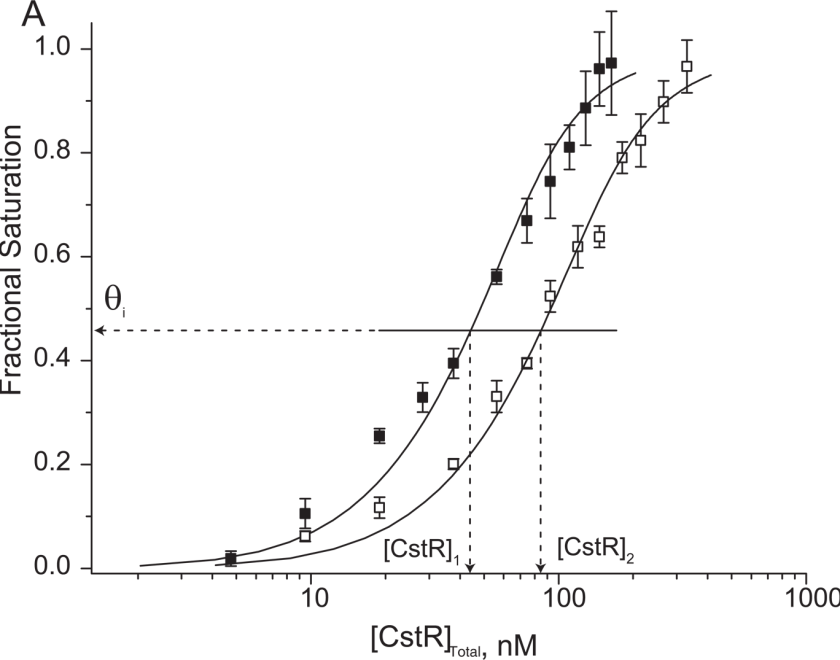 A
Fractional Saturation
1.0
0.8
0.6
0.4
0.2
0.0
θi
[CstR]1
[CstR]2
10
100
1000
[CstR]Total, nM